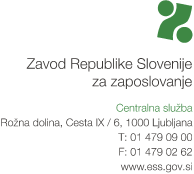 Zavod Republike Slovenije
za zaposlovanje
Centralna služba
Rožna dolina, Cesta IX / 6, 1000 Ljubljana
T: 01 479 09 00
F: 01 479 02 62
www.ess.gov.si